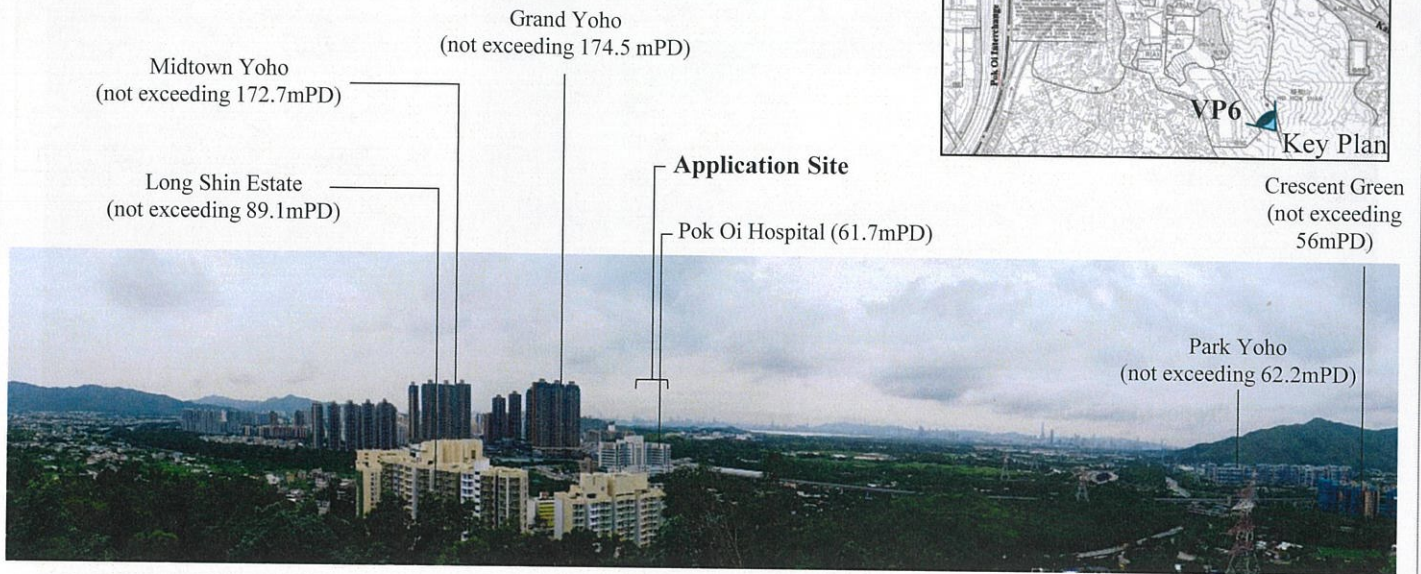 Grand Yoho
(not exceeding 174.5 mPD)
Midtown Yoho
(not exceeding 172.7mPD)
Pok Oi Interchange
VP6
Key Plan
Application Site
Long Shin Estate
(not exceeding 89.1mPD)
Pok Oi Hospital (61.7mPD)
Crescent Green
(not exceeding
56mPD)
Park Yoho
(not exceeding 62.2mPD)